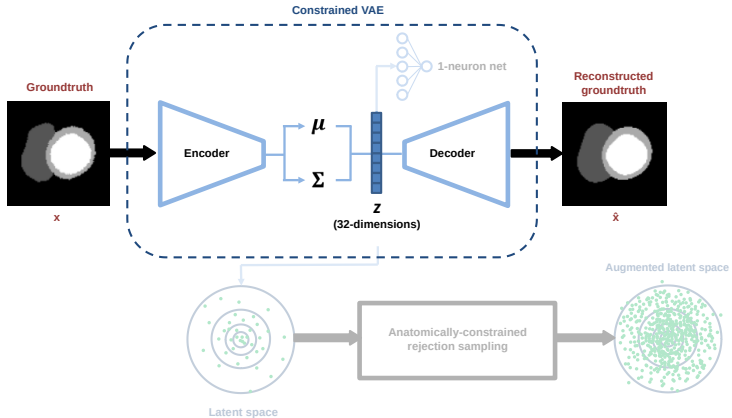 Constrained VAE
1-neuron net
Groundtruth
Reconstructed
groundtruth
Encoder
μ
Σ
Decoder
z
(32-dimensions)
x
x̂
Augmented latent space
Anatomically-constrained
rejection sampling
Latent space